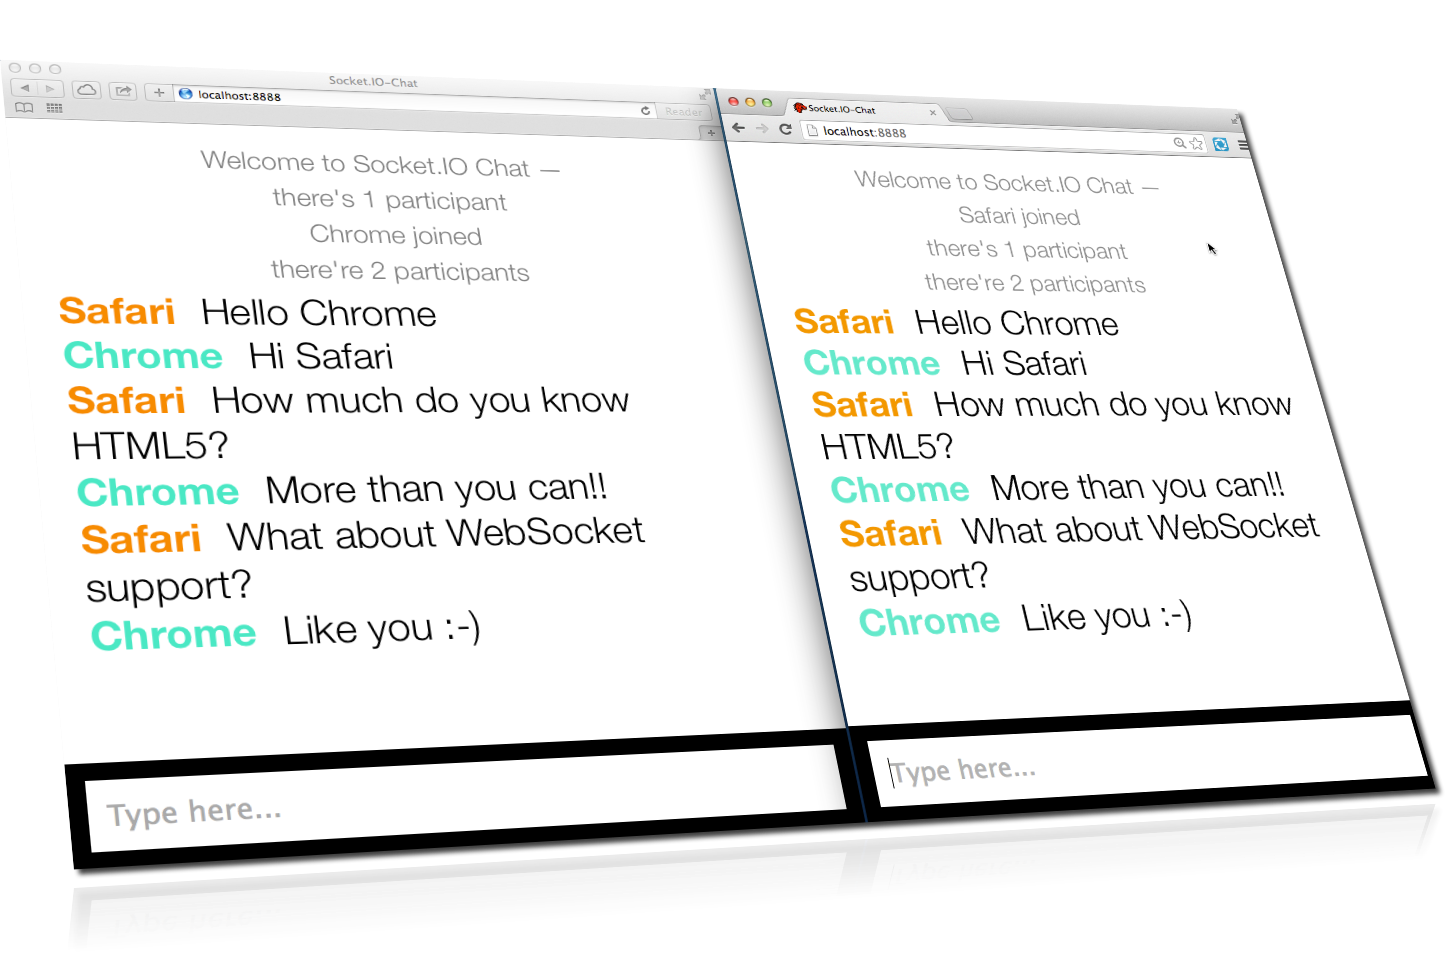 Socket.IO-Chat
localhost:8888
Reader
Welcome to Socket.IO Chat —
there's 1 participant
Chrome joined
there're 2 participants
Safari Hello Chrome
Chrome Hi Safari
Safari How much do you know
HTML5?
Chrome More than you can!!
Safari What about WebSocket
support?
Chrome Like you :-)
Type here...
Socket.IO-Chat
localhost:8888
Welcome to Socket.IO Chat —
Safari joined
there's 1 participant
there're 2 participants
Safari Hello Chrome
Chrome Hi Safari
Safari How much do you know
HTML5?
Chrome More than you can!!
Safari What about WebSocket
support?
Chrome Like you :-)
Type here...